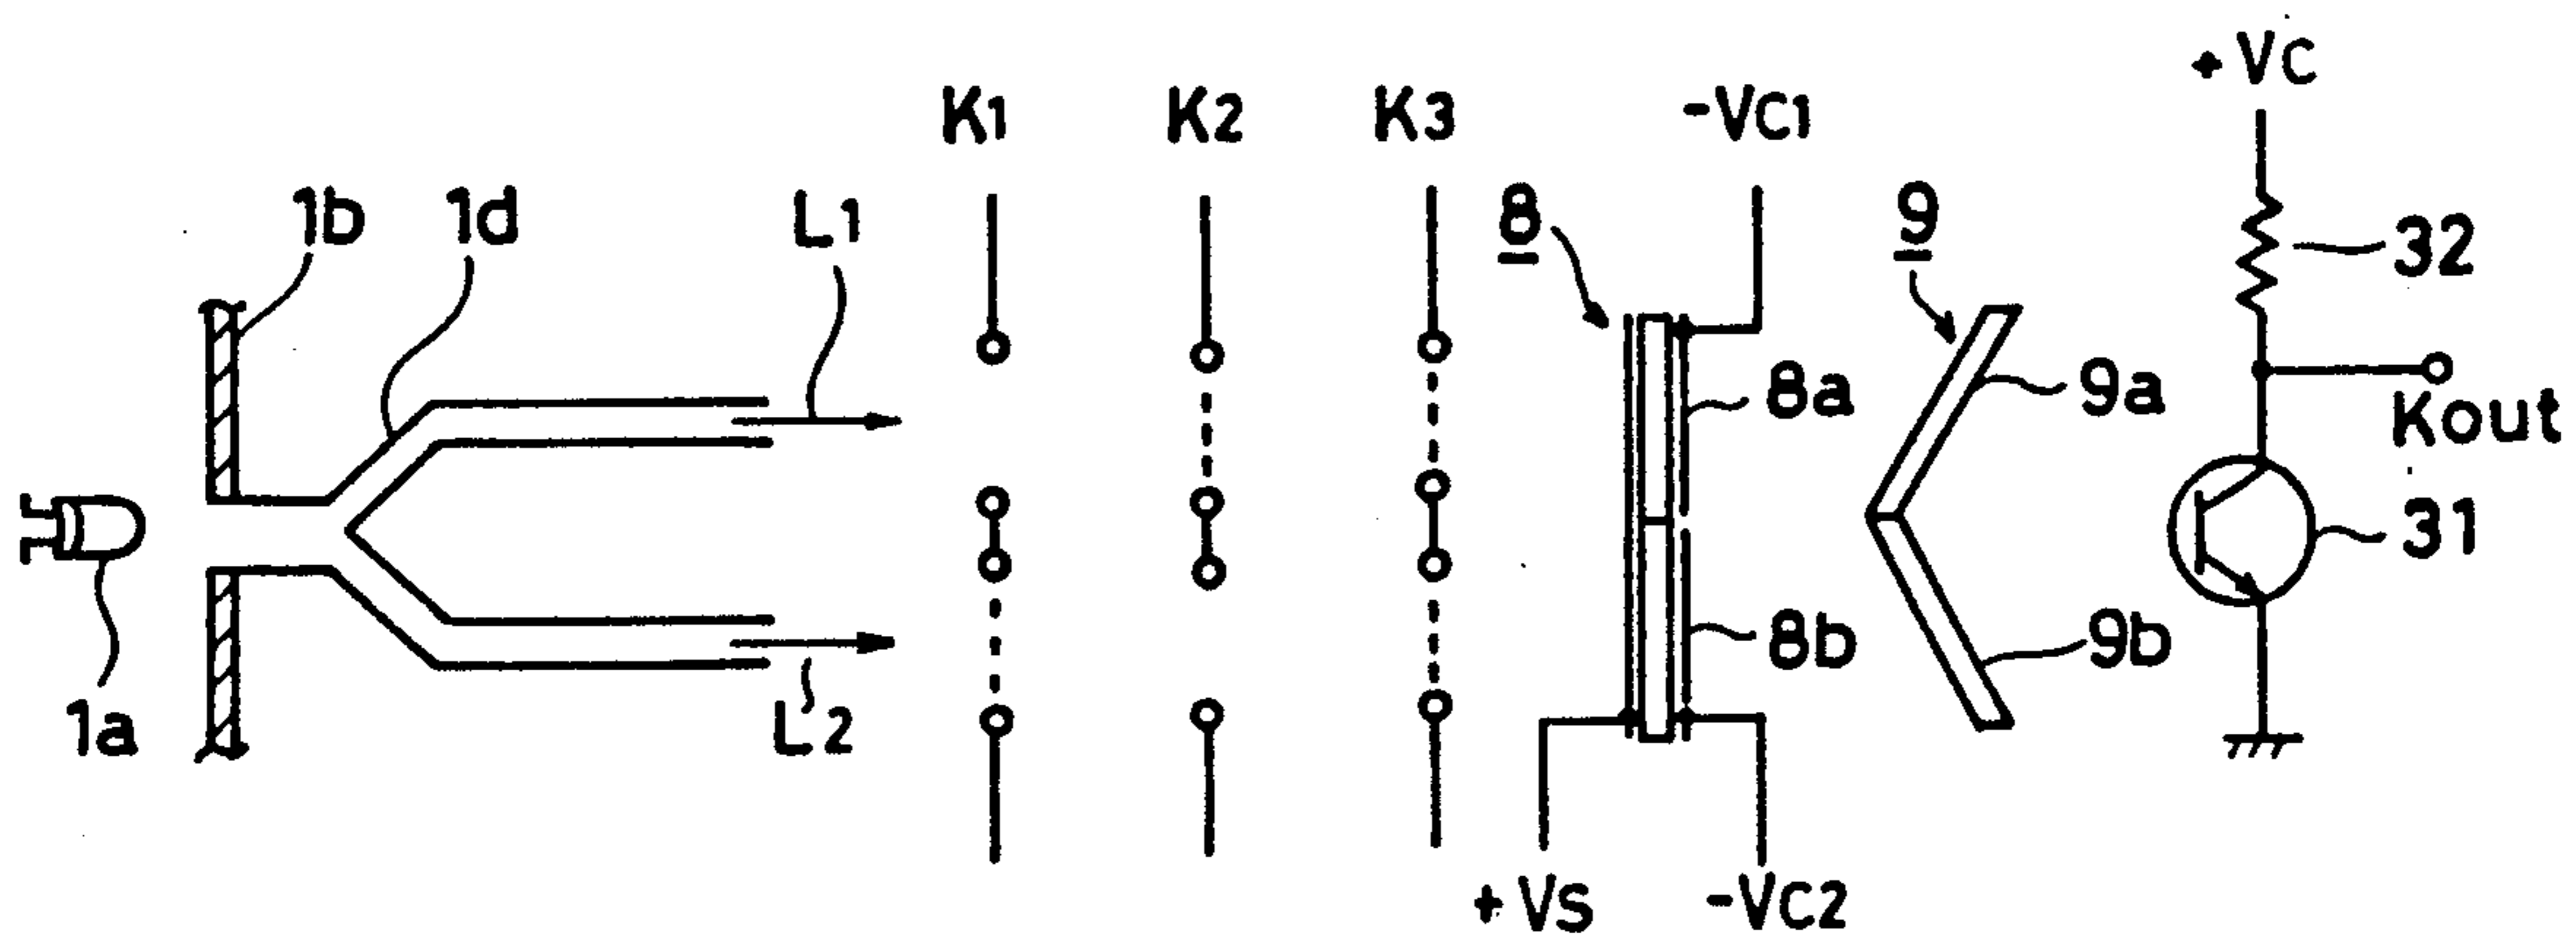 +VC
K1 K2 K3 -VC1
1b 1d L1 8 9 32
8a 9a Kout
31
8b 9b
1a L2
+VS -VC2